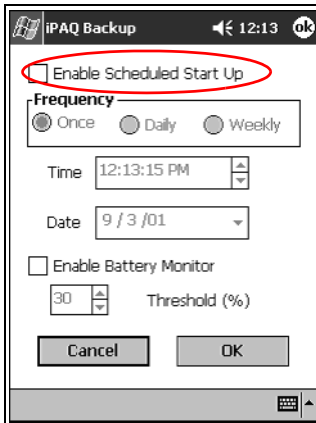 iPAQ Backup 12:13 ok
Enable Scheduled Start Up
Frequency
Once Daily Weekly
Time 12:13:15 PM
Date 9 / 3 /01
Enable Battery Monitor
30 Threshold (%)
Cancel OK